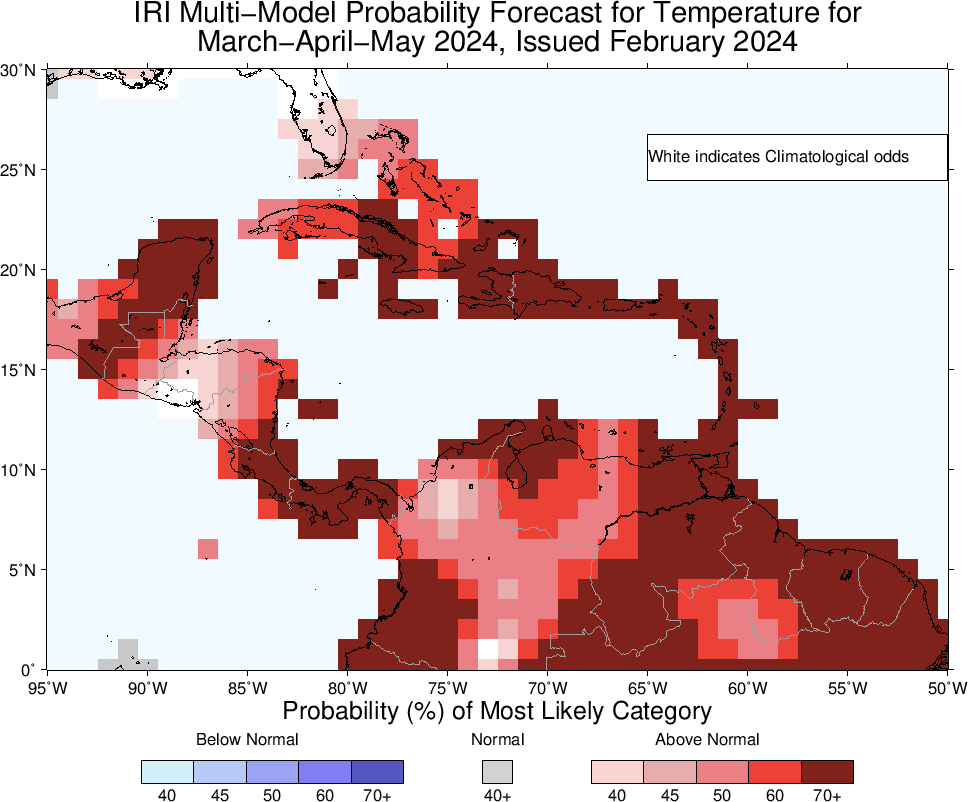 IRI Multi−Model Probability Forecast for Temperature for
March−April−May 2024, Issued February 2024
30˚N
White indicates Climatological odds
25˚N
20˚N
15˚N
10˚N
5˚N
0˚
95˚W 90˚W 85˚W 80˚W 75˚W 70˚W 65˚W 60˚W 55˚W 50˚W
Probability (%) of Most Likely Category
Below Normal Normal Above Normal
40 45 50 60 70+ 40+ 40 45 50 60 70+